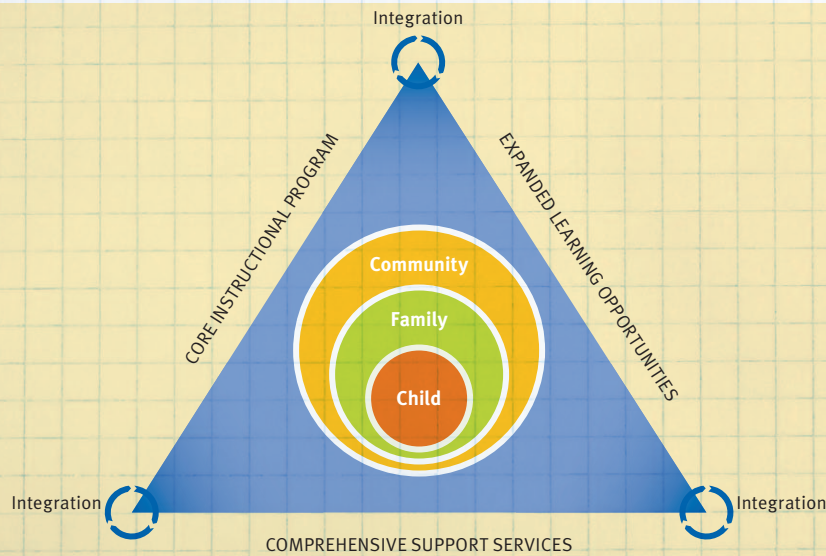 Integration
CORE INSTRUCTIONAL PROGRAM
EXPANDED LEARNING OPPORTUNITIES
Community
Family
Child
Integration
Integration
COMPREHENSIVE SUPPORT SERVICES